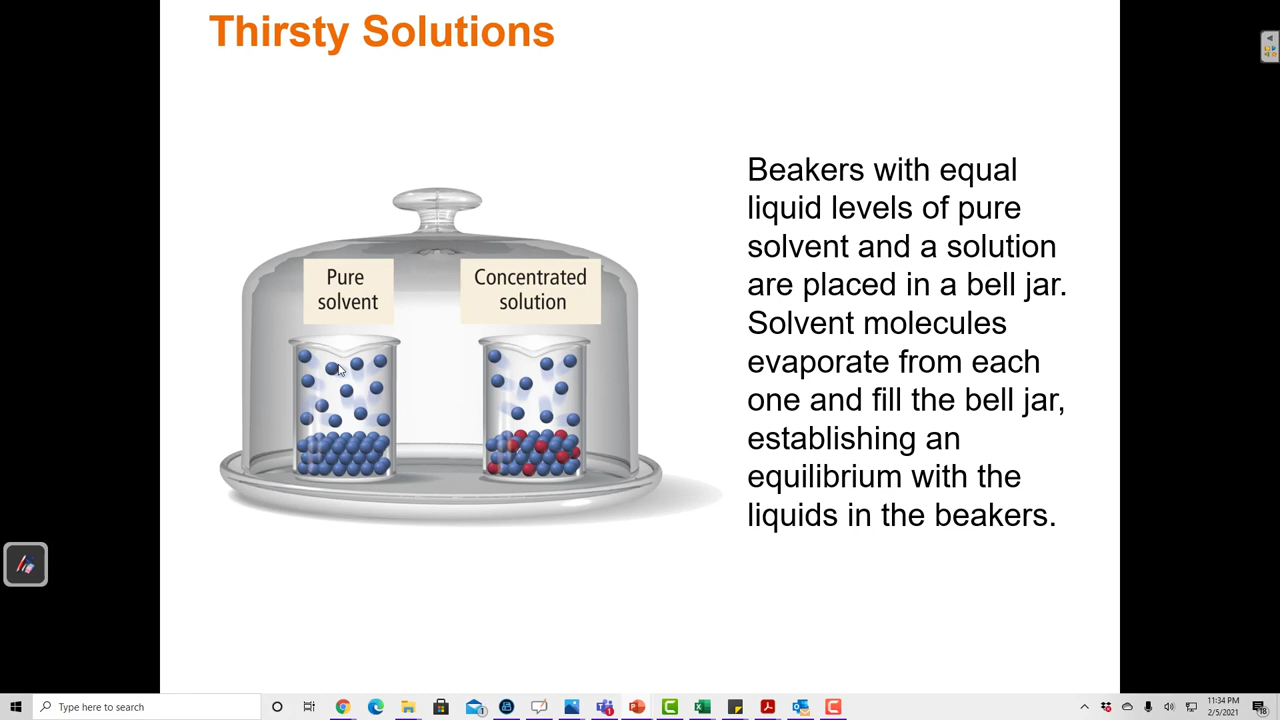 Thirsty Solutions
Pure
solvent
Concentrated
solution
Beakers with equal
liquid levels of pure
solvent and a solution
are placed in a bell jar.
Solvent molecules
evaporate from each
one and fill the bell jar,
establishing an
equilibrium with the
liquids in the beakers.
Type here to search
11:34 PM
2/5/2021
18